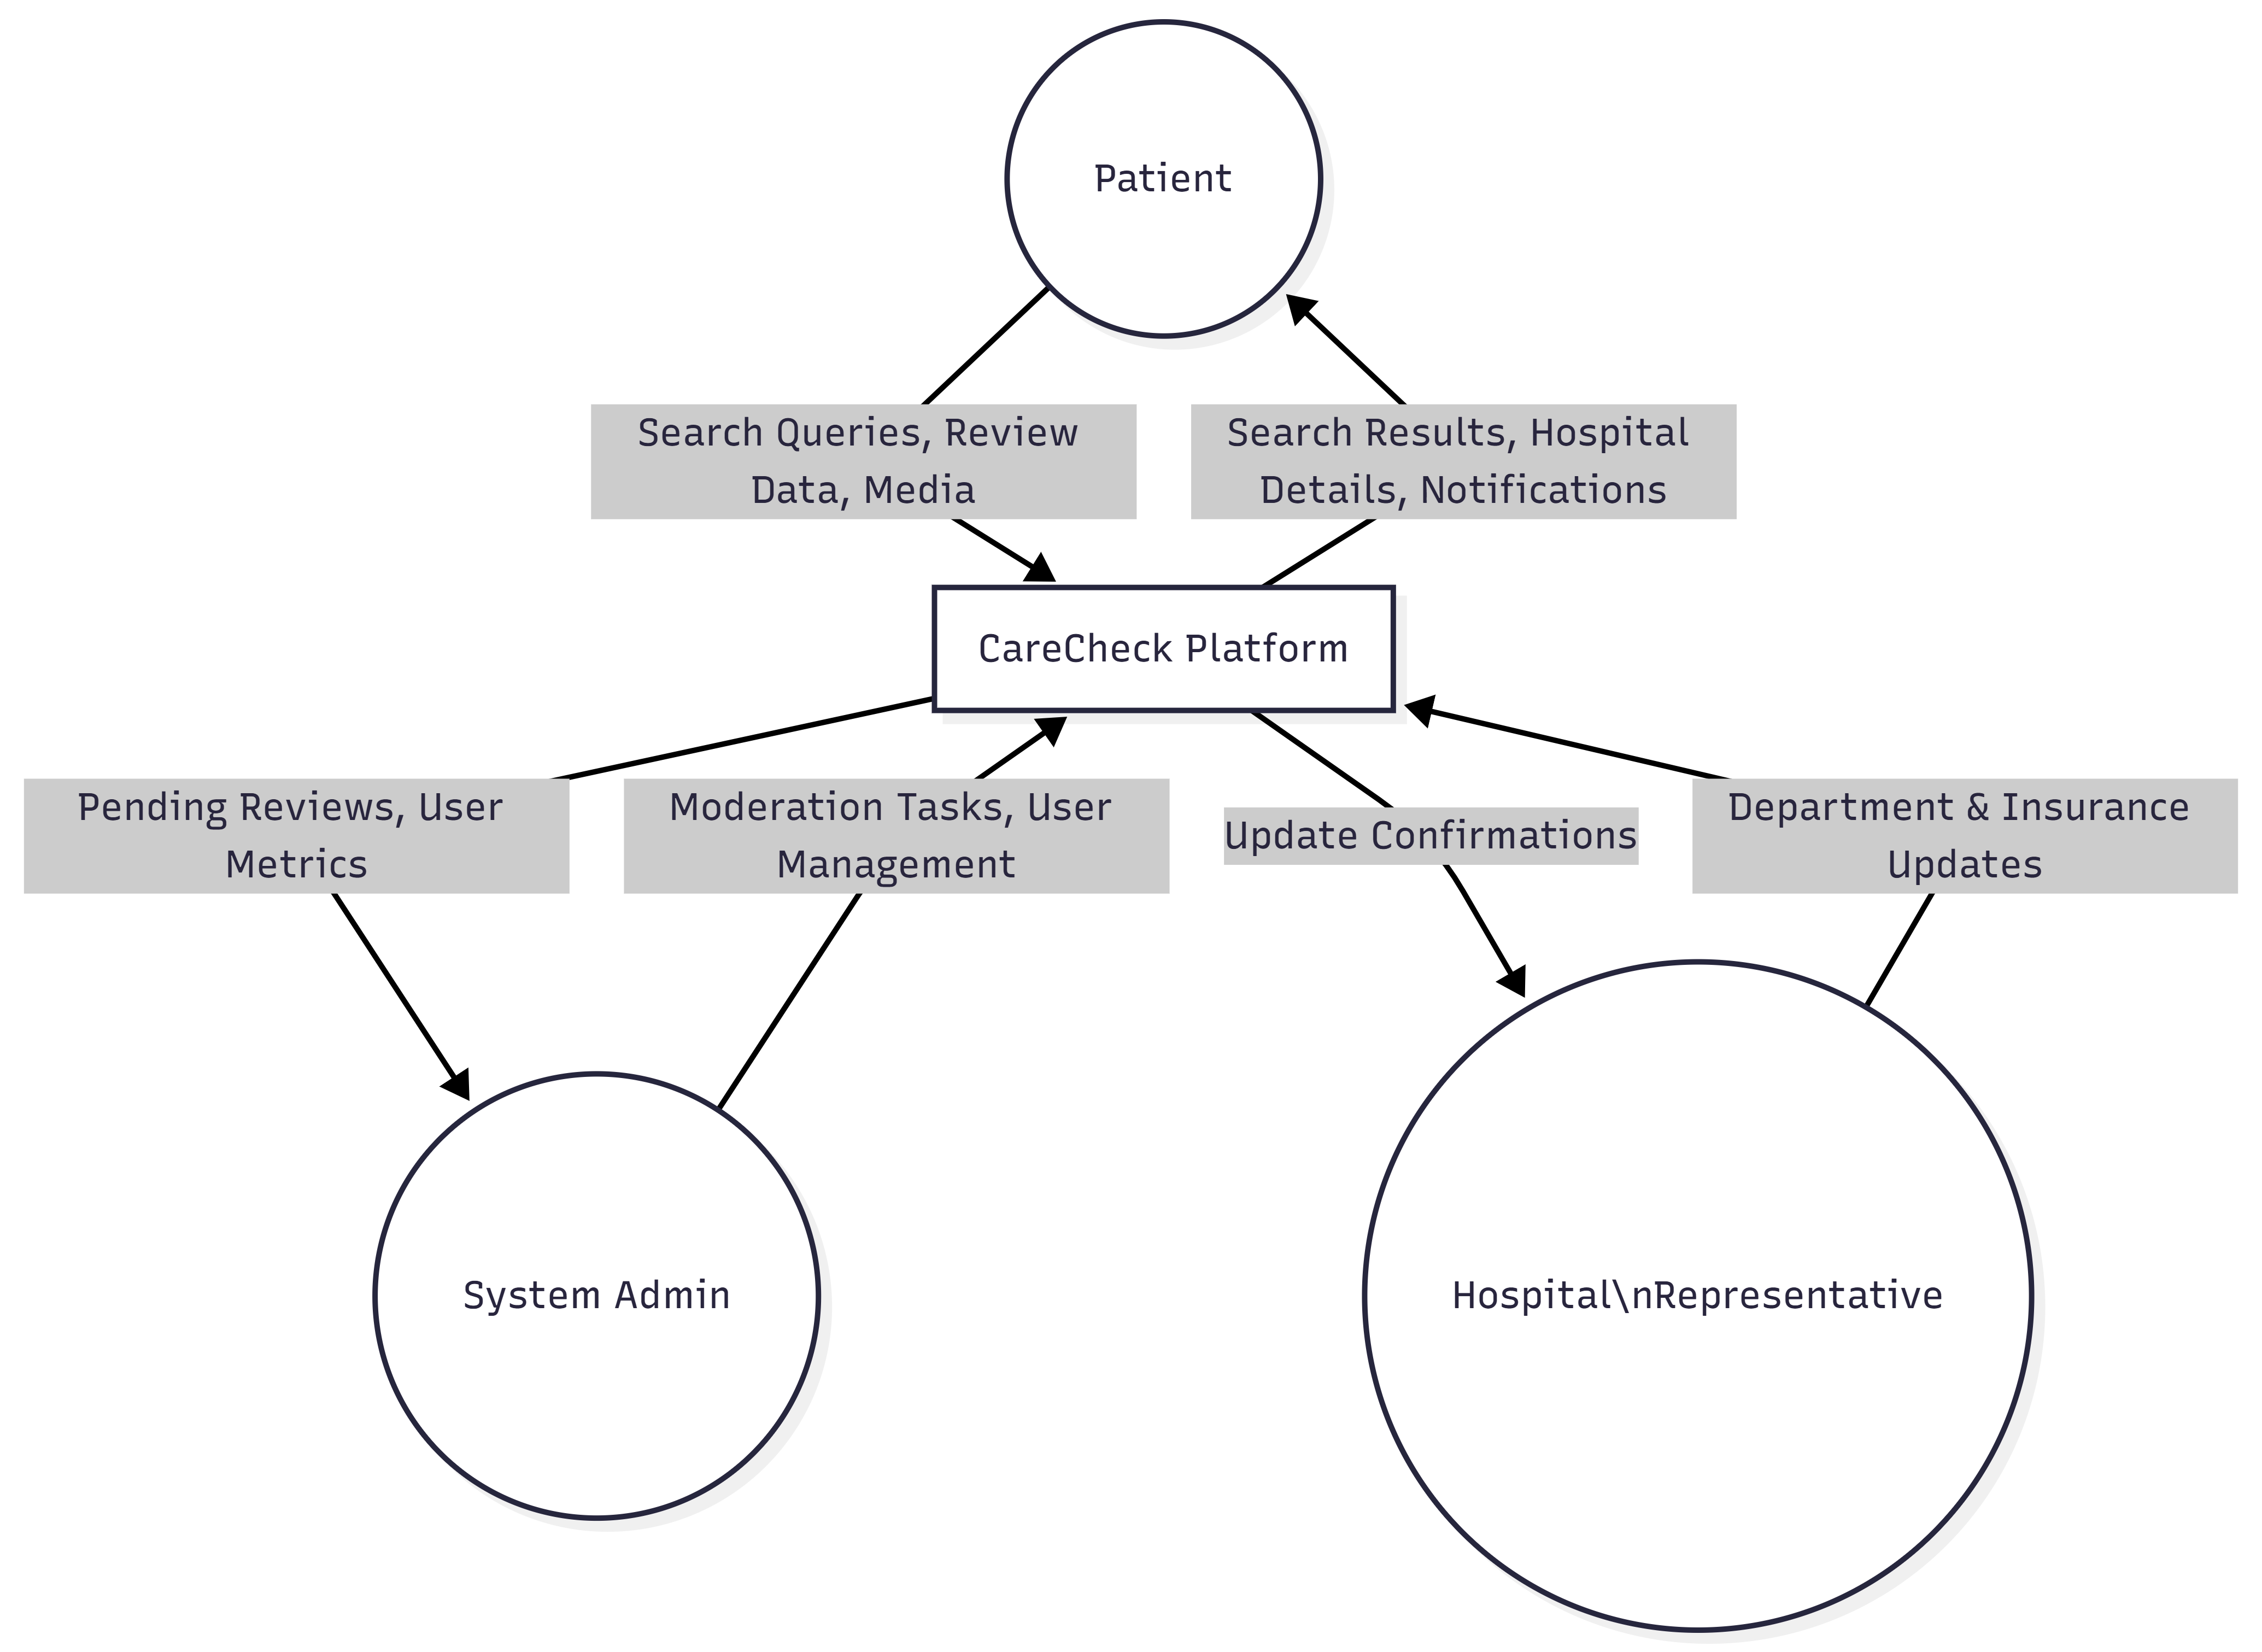 Patient
Search Queries, Review
Data, Media
Search Results, Hospital
Details, Notifications
CareCheck Platform
Pending Reviews, User
Metrics
Moderation Tasks, User
Management
Update Confirmations
Department & Insurance
Updates
System Admin
Hospital\nRepresentative